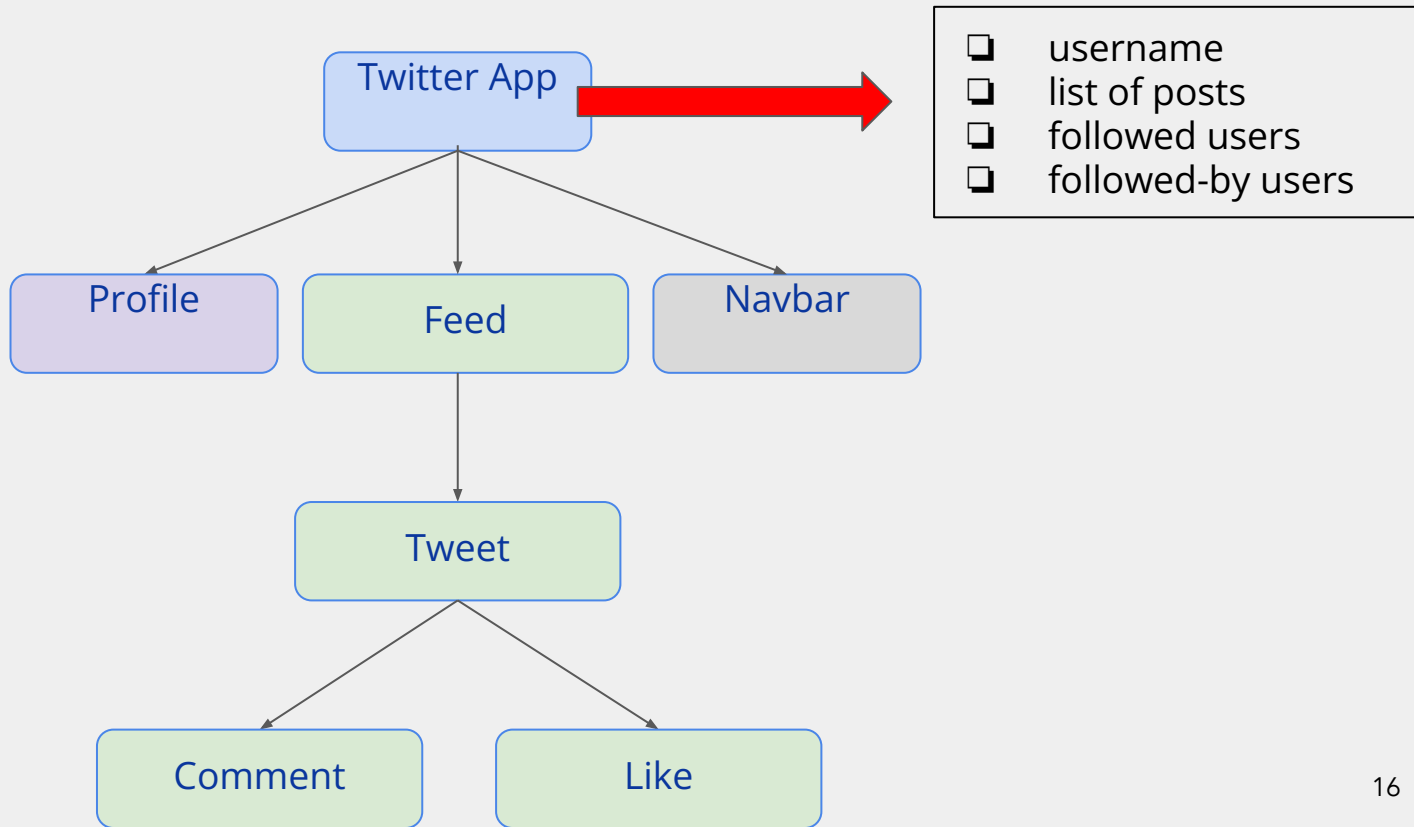 Twitter App
username
list of posts
followed users
followed-by users
Profile
Feed
Navbar
Tweet
Comment
Like
16